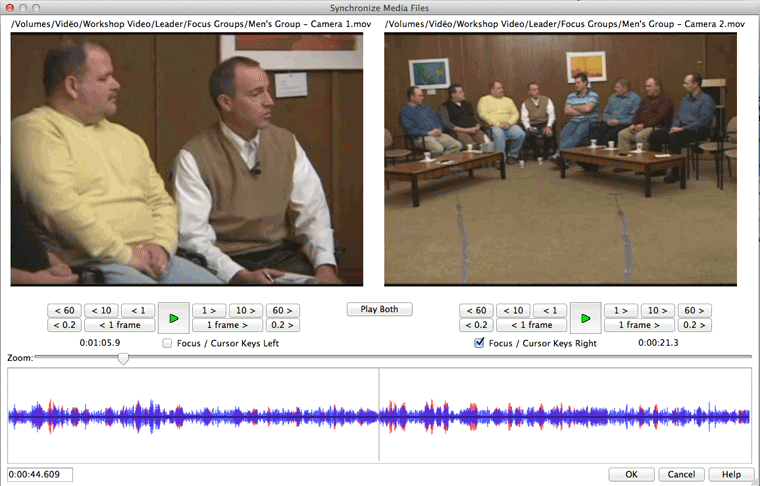 Synchronize Media Files
/Volumes/Vidëo/Workshop Video/Leader/Focus Groups/Men's Group – Camera 1.mov
/Volumes/Vidëo/Workshop Video/Leader/Focus Groups/Men's Group – Camera 2.mov
< 60 < 10 < 1 1 > 10 > 60 >
< 0.2 < 1 frame 1 frame > 0.2 >
Play Both
< 60 < 10 < 1 1 > 10 > 60 >
< 0.2 < 1 frame 1 frame > 0.2 >
0:01:05.9 Focus / Cursor Keys Left
Focus / Cursor Keys Right 0:00:21.3
Zoom:
0:00:44.609
OK Cancel Help